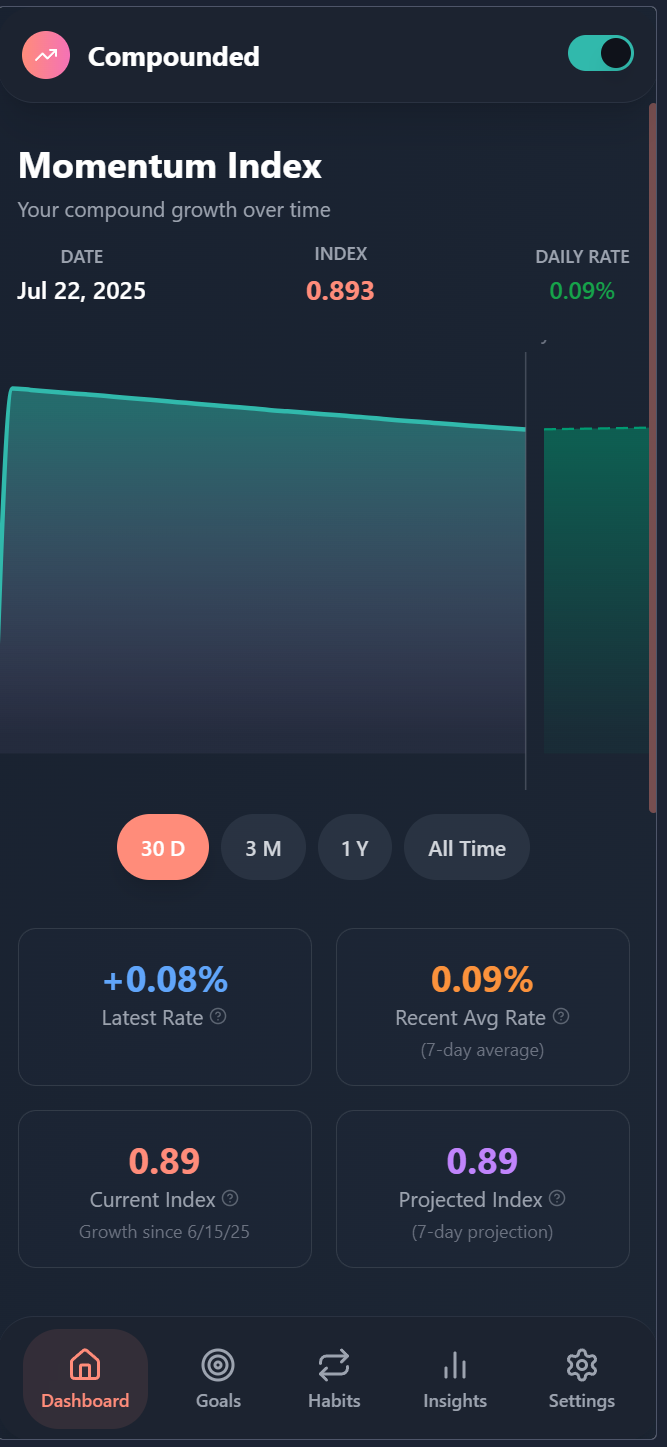 Compounded
Momentum Index
Your compound growth over time
DATE INDEX DAILY RATE
Jul 22, 2025 0.893 0.09%
30 D 3 M 1 Y All Time
+0.08% 0.09%
Latest Rate Recent Avg Rate
(7-day average)
0.89 0.89
Current Index Projected Index
Growth since 6/15/25 (7-day projection)
Dashboard Goals Habits Insights Settings